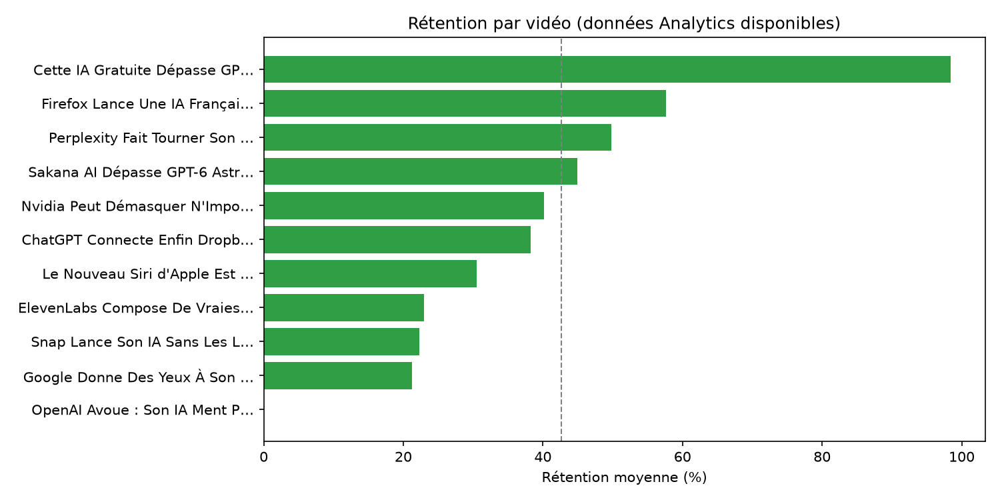 Rétention par vidéo (données Analytics disponibles)
Cette IA Gratuite Dépasse GP...
Firefox Lance Une IA Françai...
Perplexity Fait Tourner Son ...
Sakana AI Dépasse GPT-6 Astr...
Nvidia Peut Démasquer N'Impo...
ChatGPT Connecte Enfin Dropb...
Le Nouveau Siri d'Apple Est ...
ElevenLabs Compose De Vraies...
Snap Lance Son IA Sans Les L...
Google Donne Des Yeux À Son ...
OpenAI Avoue : Son IA Ment P...
0 20 40 60 80 100
Rétention moyenne (%)